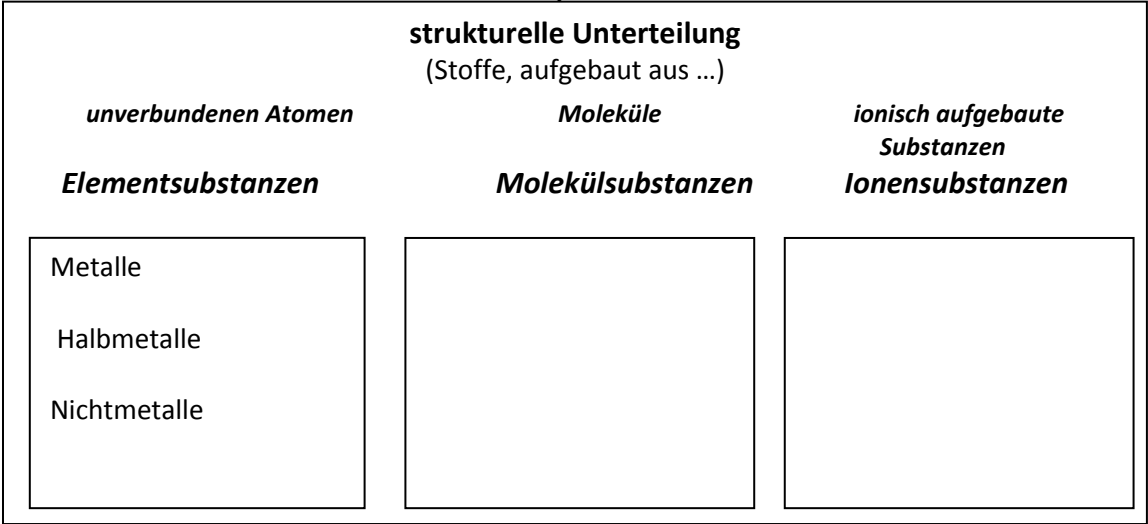 strukturelle Unterteilung
(Stoffe, aufgebaut aus …)
unverbundenen Atomen Moleküle ionisch aufgebaute
Substanzen
Elementsubstanzen Molekülsubstanzen Ionensubstanzen
Metalle
Halbmetalle
Nichtmetalle